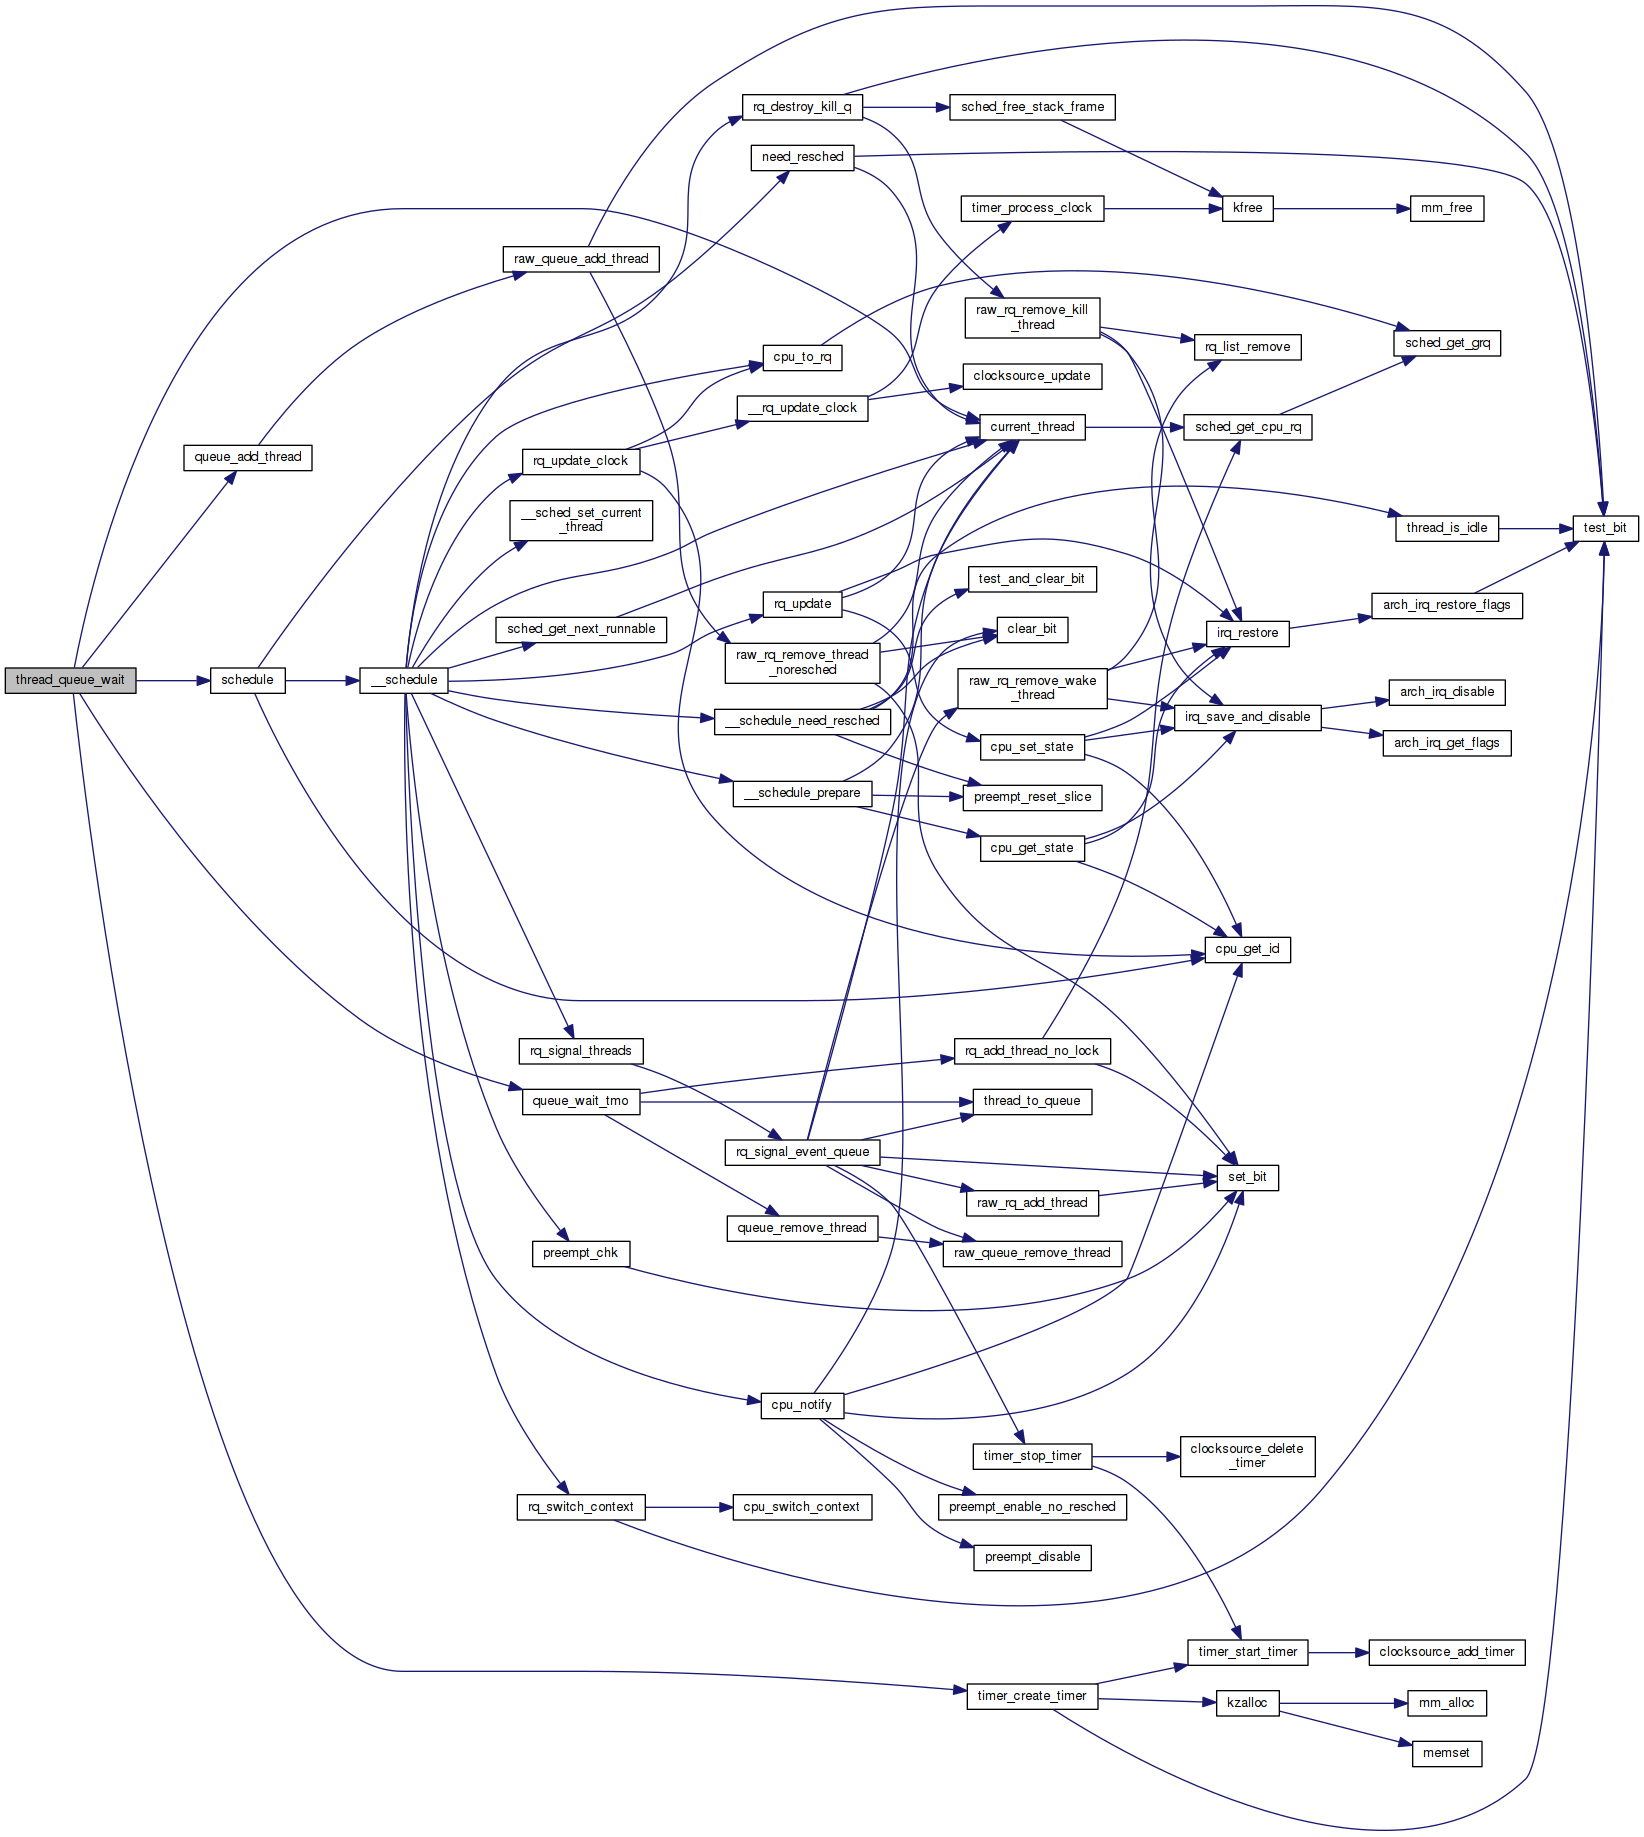 rq_destroy_kill_q
sched_free_stack_frame
need_resched
timer_process_clock
kfree
mm_free
raw_queue_add_thread
raw_rq_remove_kill
_thread
rq_list_remove
sched_get_grq
cpu_to_rq
clocksource_update
__rq_update_clock
current_thread
sched_get_cpu_rq
queue_add_thread
rq_update_clock
__sched_set_current
_thread
thread_is_idle
test_bit
test_and_clear_bit
rq_update
arch_irq_restore_flags
sched_get_next_runnable
clear_bit
irq_restore
raw_rq_remove_thread
_noresched
thread_queue_wait
schedule
__schedule
raw_rq_remove_wake
_thread
arch_irq_disable
__schedule_need_resched
irq_save_and_disable
cpu_set_state
arch_irq_get_flags
__schedule_prepare
preempt_reset_slice
cpu_get_state
cpu_get_id
rq_signal_threads
rq_add_thread_no_lock
queue_wait_tmo
thread_to_queue
rq_signal_event_queue
set_bit
raw_rq_add_thread
queue_remove_thread
preempt_chk
raw_queue_remove_thread
cpu_notify
timer_stop_timer
clocksource_delete
_timer
rq_switch_context
cpu_switch_context
preempt_enable_no_resched
preempt_disable
timer_start_timer
clocksource_add_timer
timer_create_timer
kzalloc
mm_alloc
memset